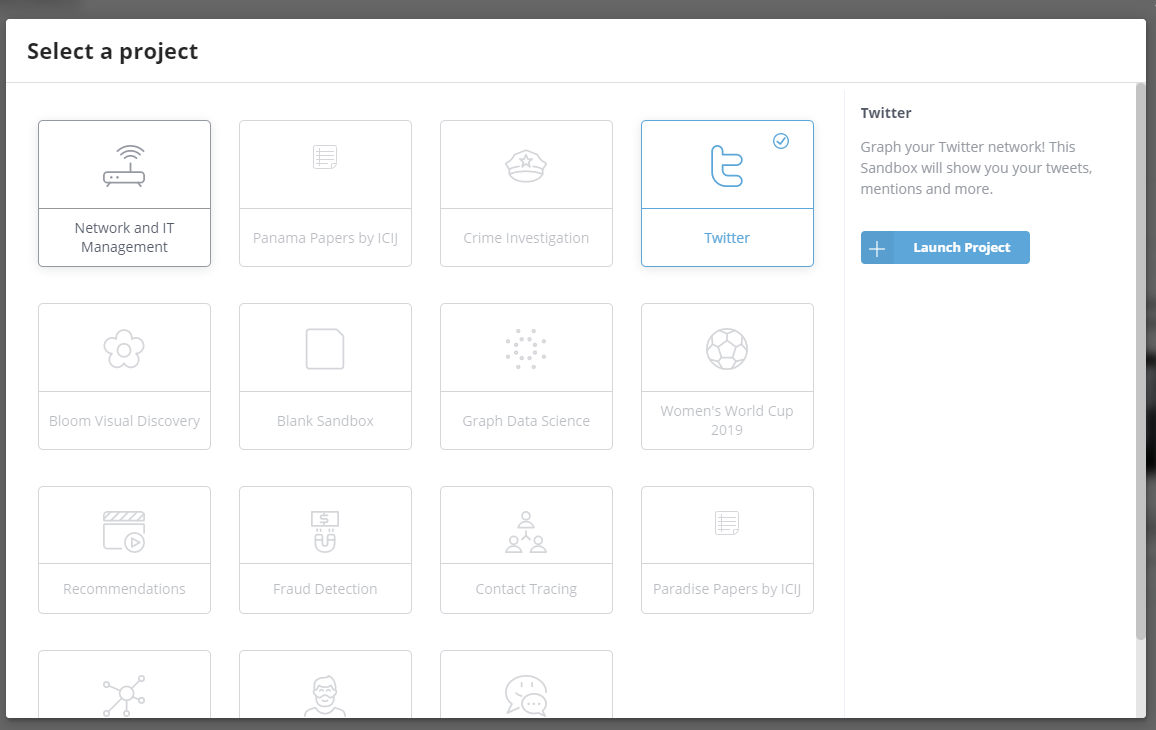 Select a project
Network and IT
Management
Panama Papers by ICIJ
Crime Investigation
Twitter
Bloom Visual Discovery
Blank Sandbox
Graph Data Science
Women's World Cup
2019
Recommendations
Fraud Detection
Contact Tracing
Paradise Papers by ICIJ
Twitter
Graph your Twitter network! This
Sandbox will show you your tweets,
mentions and more.
Launch Project